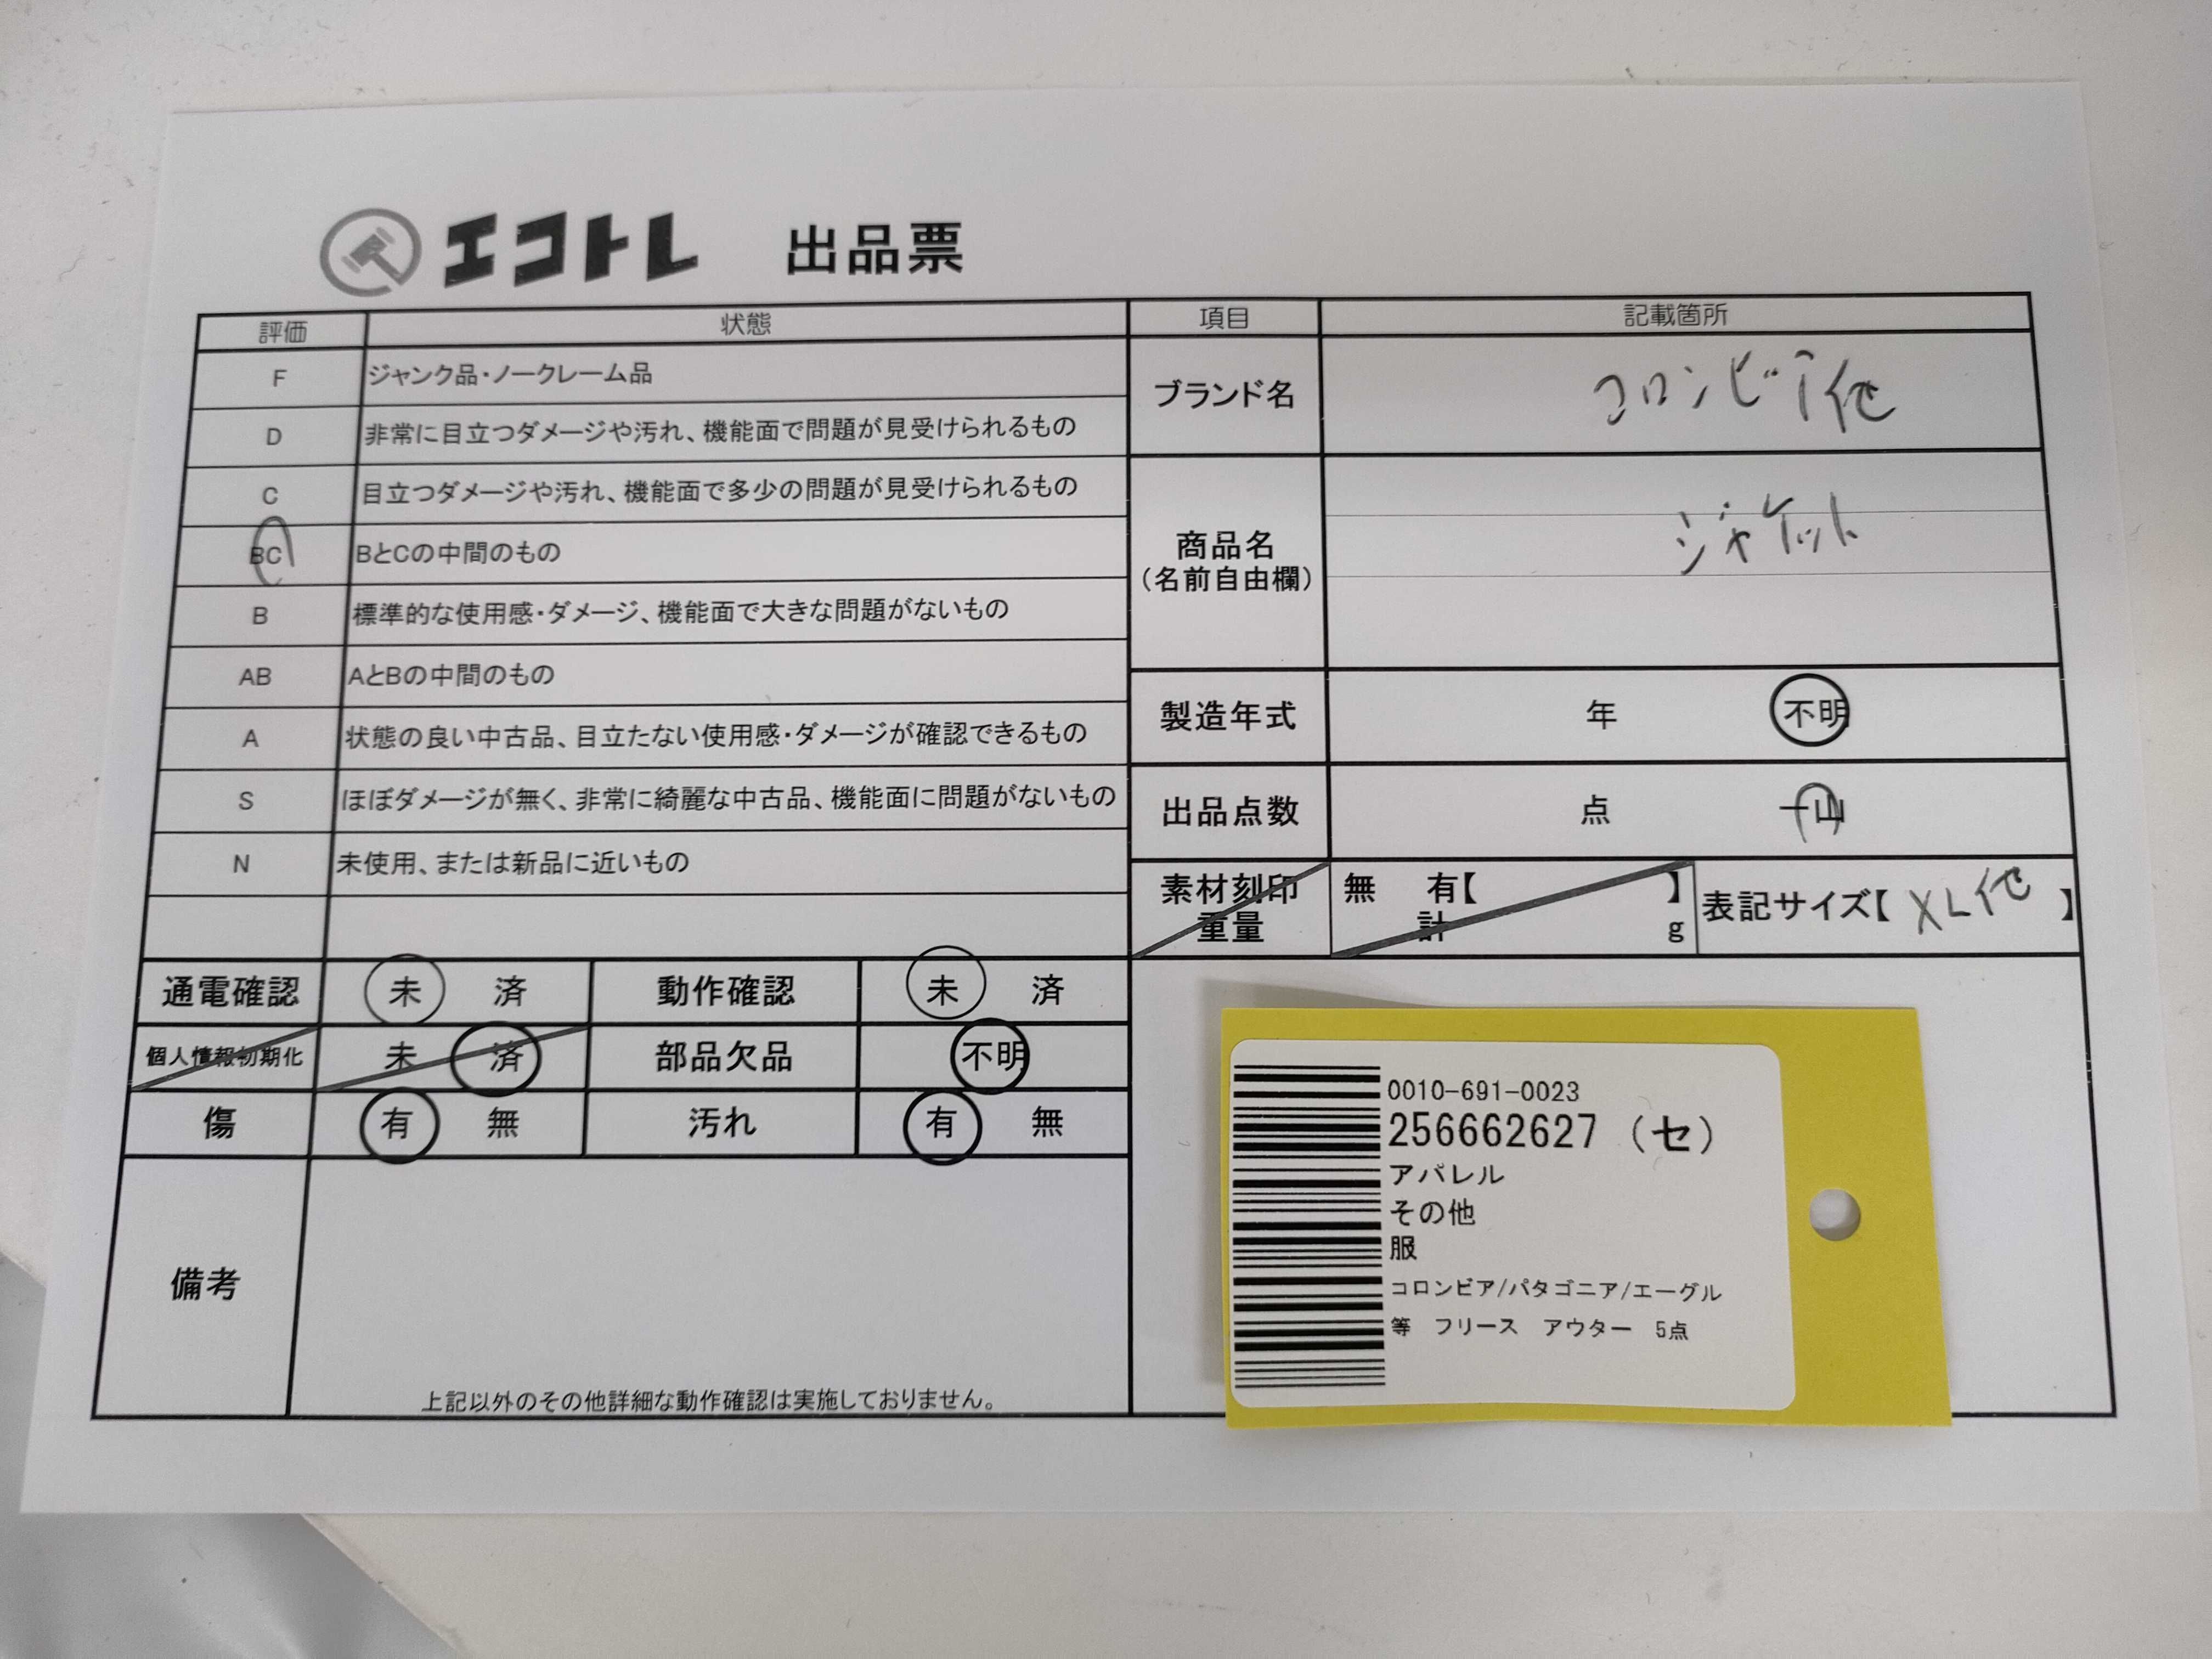 エコトレ 出品票
評価 状態
F ジャンク品・ノークレーム品
D 非常に目立つダメージや汚れ、機能面で問題が見受けられるもの
C 目立つダメージや汚れ、機能面で多少の問題が見受けられるもの
BC BとCの中間のもの
B 標準的な使用感・ダメージ、機能面で大きな問題がないもの
AB AとBの中間のもの
A 状態の良い中古品、目立たない使用感・ダメージが確認できるもの
S ほぼダメージが無く、非常に綺麗な中古品、機能面に問題がないもの
N 未使用、または新品に近いもの
通電確認 未 済 動作確認 未 済
個人情報初期化 未 済 部品欠品 不明
傷 有 無 汚れ 有 無
備考
上記以外のその他詳細な動作確認は実施しておりません。
項目 記載箇所
ブランド名 コロンビア他
商品名
(名前自由欄)
ジャケット
製造年式 年 不明
出品点数 点 一山
素材刻印 無 有【 】
重量 計 g
表記サイズ【 XL他 】
0010-691-0023
256662627 (セ)
アパレル
その他
服
コロンビア/パタゴニア/エーグル
等 フリース アウター 5点